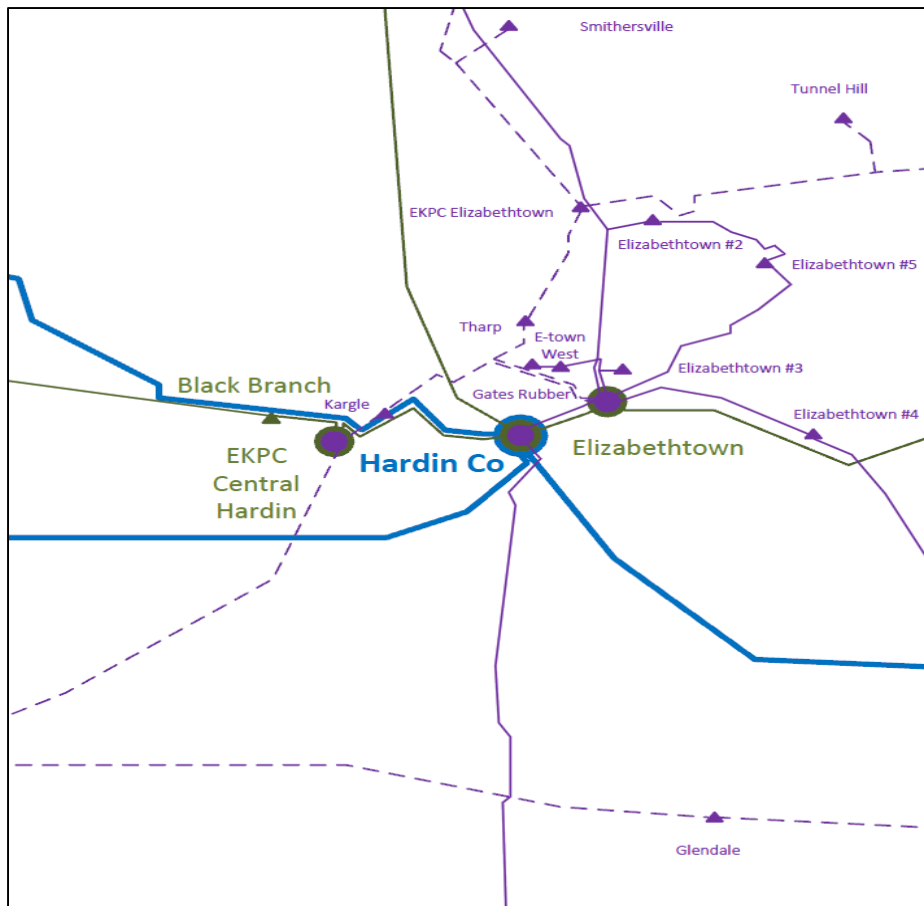 Smithersville
Tunnel Hill
EKPC Elizabethtown
Elizabethtown #2
Elizabethtown #5
Tharp
E-town
West
Elizabethtown #3
Black Branch
Gates Rubber
Kargle
Elizabethtown #4
Elizabethtown
Hardin Co
EKPC
Central
Hardin
Glendale